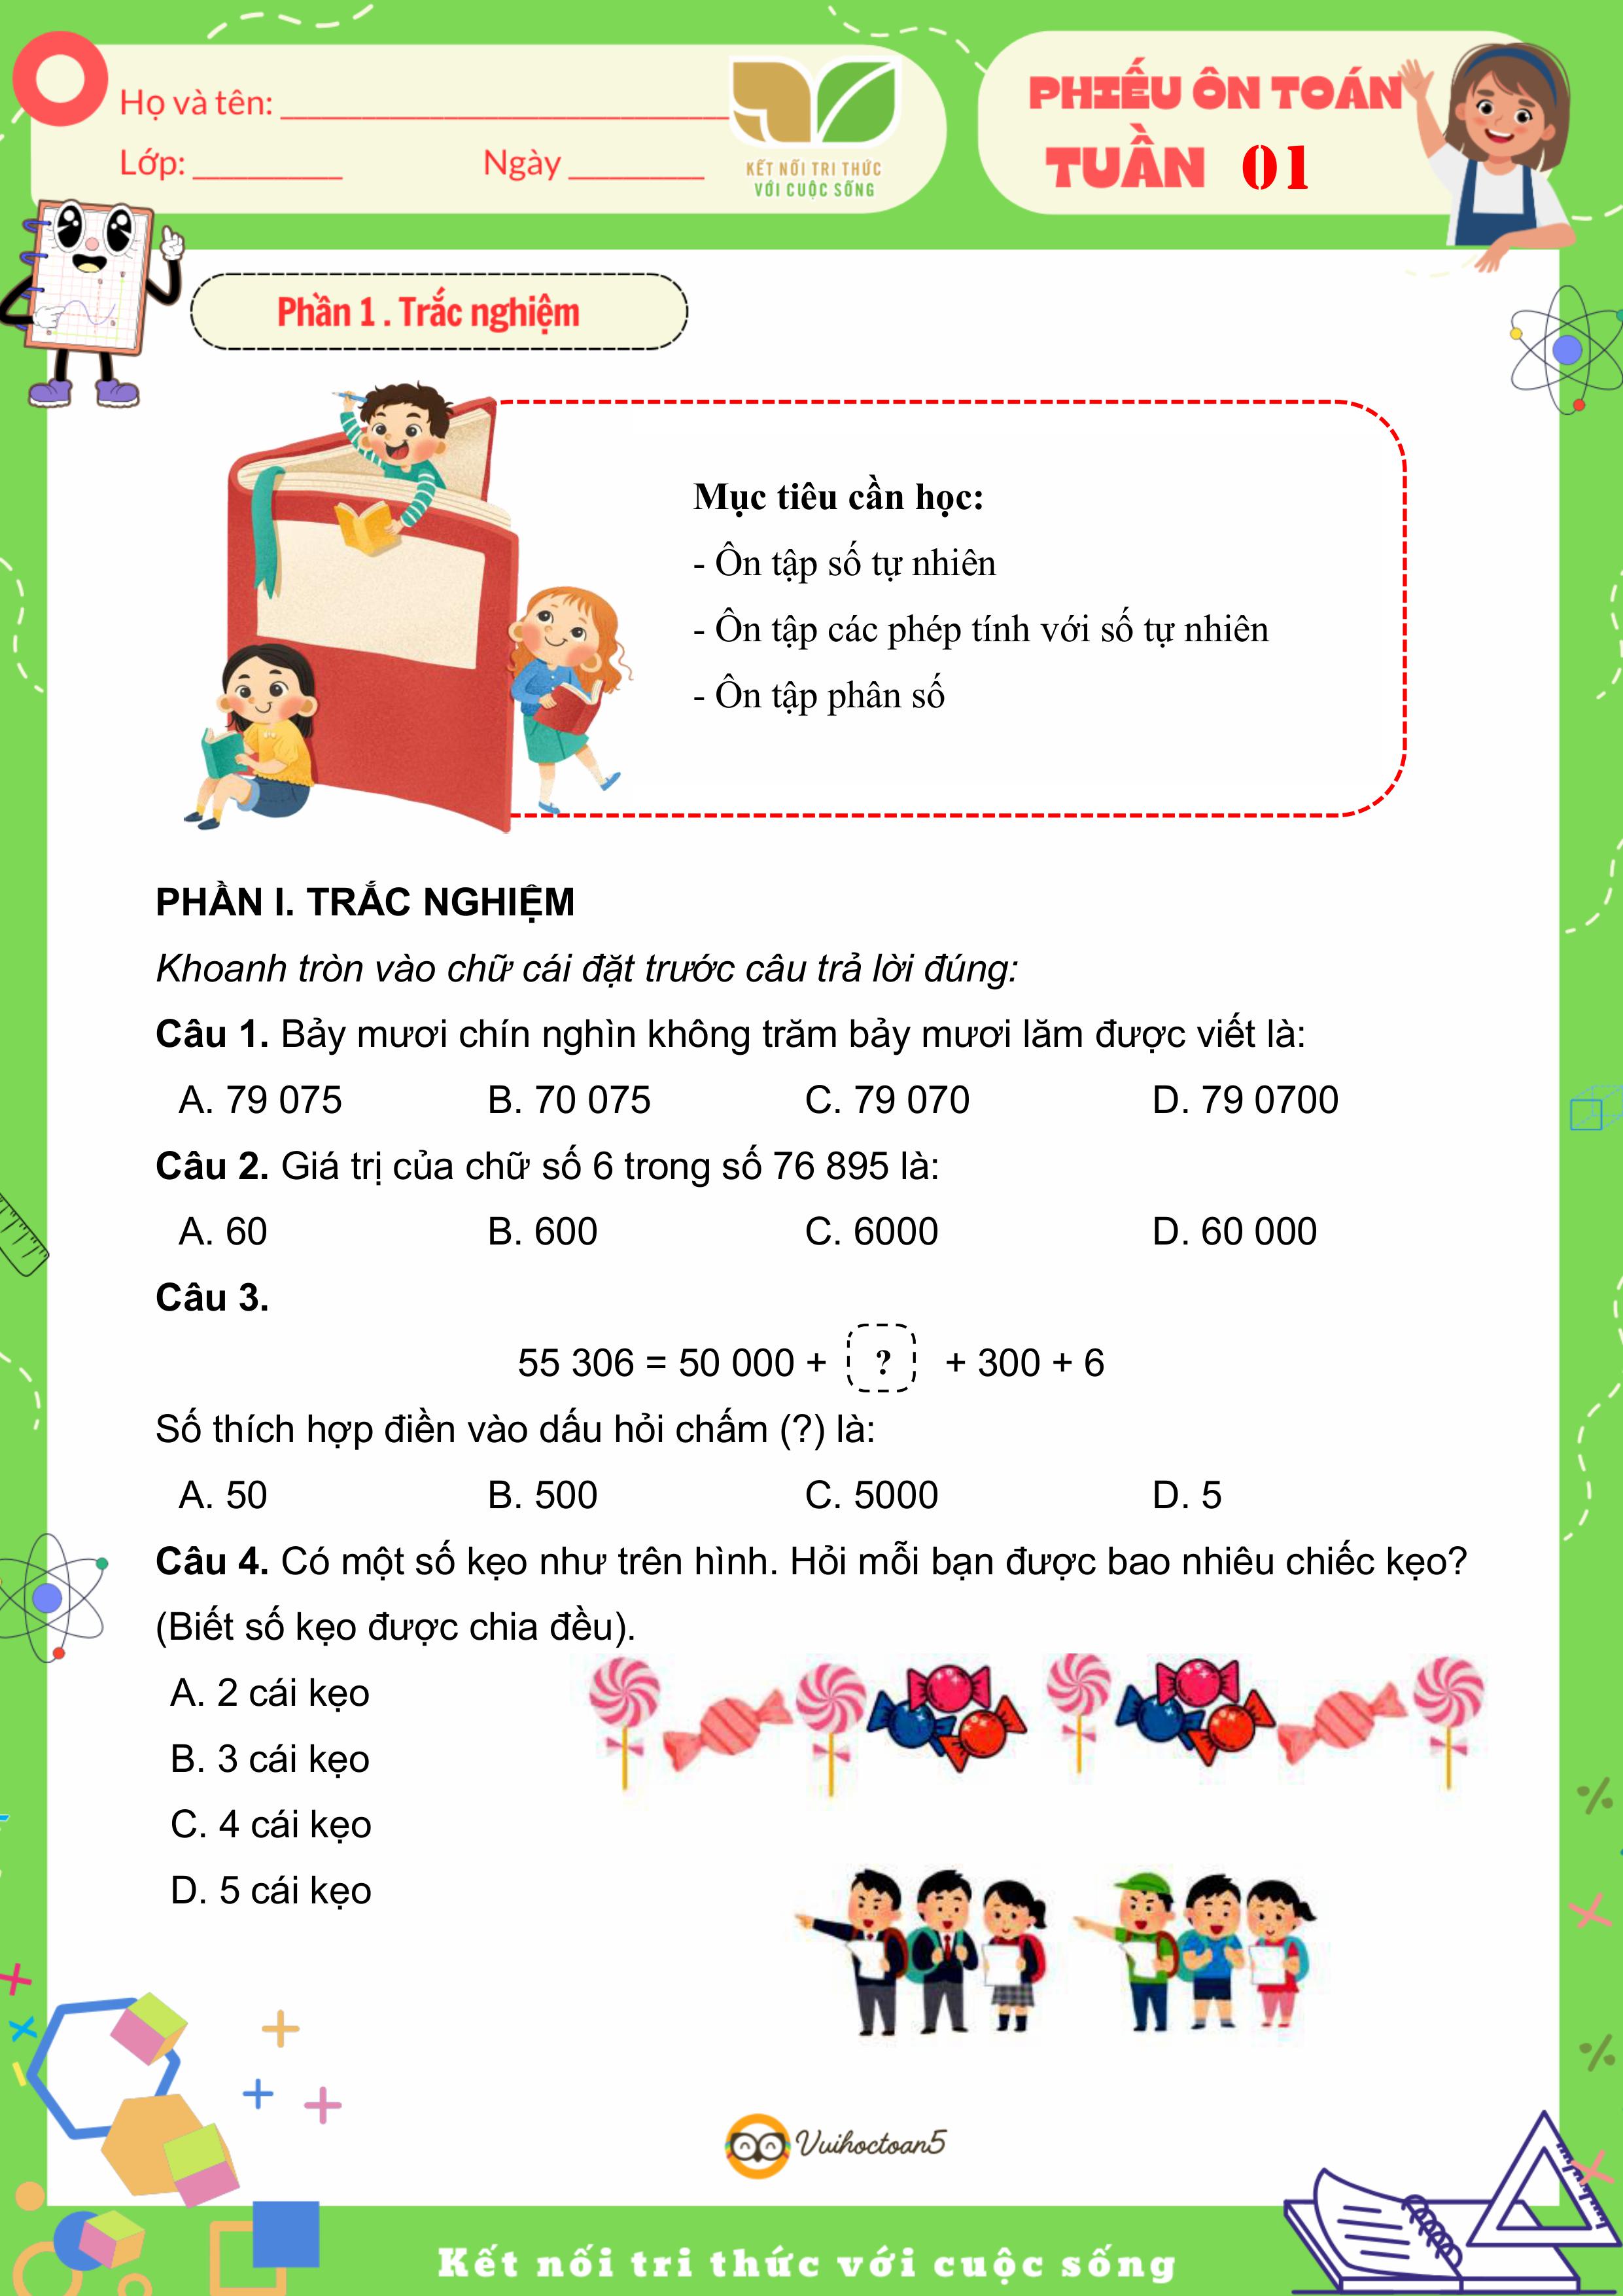 Họ và tên: ____________________
PHIẾU ÔN TOÁN
Lớp: ________ Ngày ________
TUẦN 01
KẾT NỐI TRI THỨC
VỚI CUỘC SỐNG
Phần 1 . Trắc nghiệm
Mục tiêu cần học:
- Ôn tập số tự nhiên
- Ôn tập các phép tính với số tự nhiên
- Ôn tập phân số
PHẦN I. TRẮC NGHIỆM
Khoanh tròn vào chữ cái đặt trước câu trả lời đúng:
Câu 1. Bảy mươi chín nghìn không trăm bảy mươi lăm được viết là:
A. 79 075 B. 70 075 C. 79 070 D. 79 0700
Câu 2. Giá trị của chữ số 6 trong số 76 895 là:
A. 60 B. 600 C. 6000 D. 60 000
Câu 3.
55 306 = 50 000 + ? + 300 + 6
Số thích hợp điền vào dấu hỏi chấm (?) là:
A. 50 B. 500 C. 5000 D. 5
Câu 4. Có một số kẹo như trên hình. Hỏi mỗi bạn được bao nhiêu chiếc kẹo?
(Biết số kẹo được chia đều).
A. 2 cái kẹo
B. 3 cái kẹo
C. 4 cái kẹo
D. 5 cái kẹo
Vuihoctoan5
Kết nối tri thức với cuộc sống